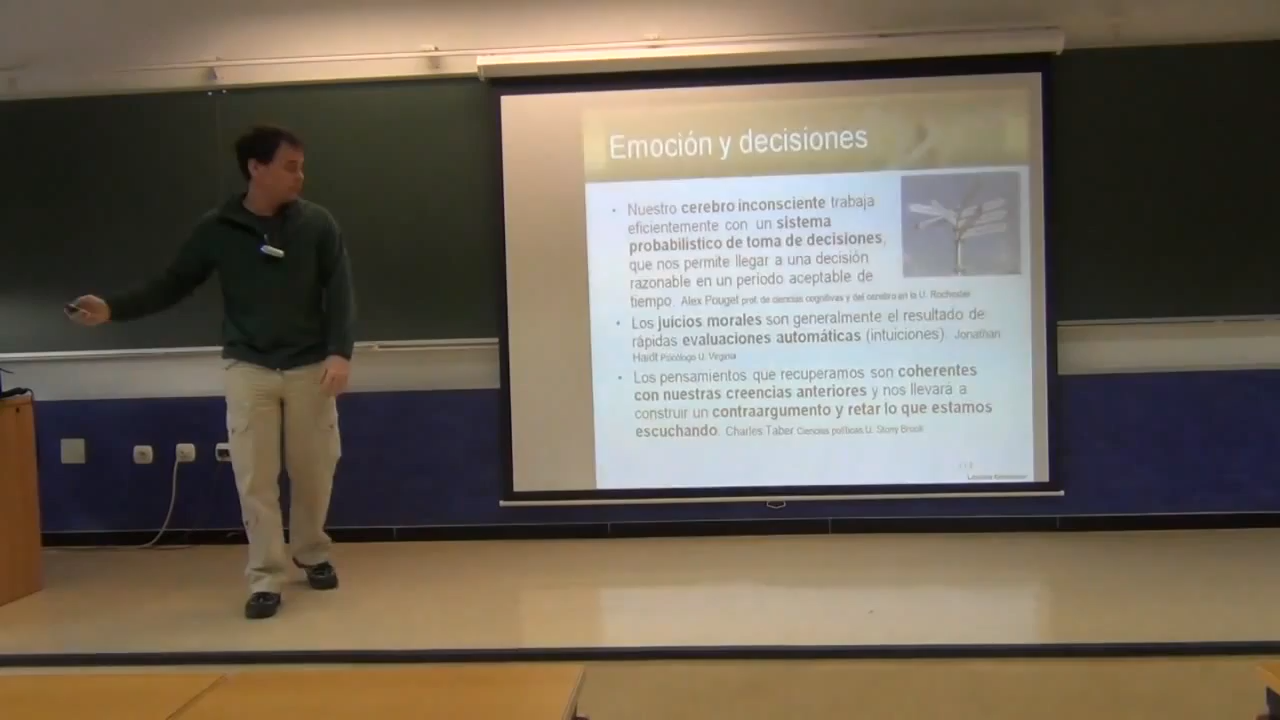 Emoción y decisiones
• Nuestro cerebro inconsciente trabaja
eficientemente con un sistema
probabilístico de toma de decisiones,
que nos permite llegar a una decisión
razonable en un periodo aceptable de
tiempo. Alex Pouget prof. de ciencias cognitivas y del cerebro en la U. Rochester
• Los juicios morales son generalmente el resultado de
rápidas evaluaciones automáticas (intuiciones). Jonathan
Haidt Psicólogo U. Virginia
• Los pensamientos que recuperamos son coherentes
con nuestras creencias anteriores y nos llevará a
construir un contraargumento y retar lo que estamos
escuchando. Charles Taber Ciencias políticas U. Stony Brook